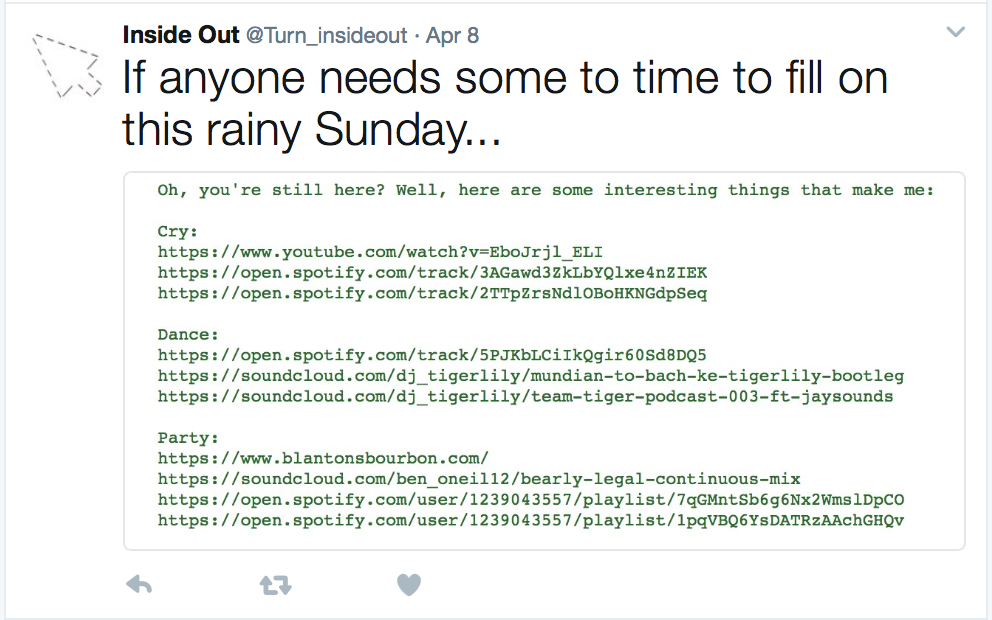 Inside Out @Turn_insideout · Apr 8
If anyone needs some to time to fill on
this rainy Sunday...
Oh, you're still here? Well, here are some interesting things that make me:
Cry:
https://www.youtube.com/watch?v=EboJrjl_ELI
https://open.spotify.com/track/3AGawd3ZkLbYQlxe4nZIEK
https://open.spotify.com/track/2TTpZrsNdlOBoHKNGdpSeq
Dance:
https://open.spotify.com/track/5PJKbLCiIkQgir60Sd8DQ5
https://soundcloud.com/dj_tigerlily/mundian-to-bach-ke-tigerlily-bootleg
https://soundcloud.com/dj_tigerlily/team-tiger-podcast-003-ft-jaysounds
Party:
https://www.blantonsbourbon.com/
https://soundcloud.com/ben_oneil12/bearly-legal-continuous-mix
https://open.spotify.com/user/1239043557/playlist/7qGMntSb6g6Nx2WmslDpCO
https://open.spotify.com/user/1239043557/playlist/1pqVBQ6YsDATRzAAchGHQv